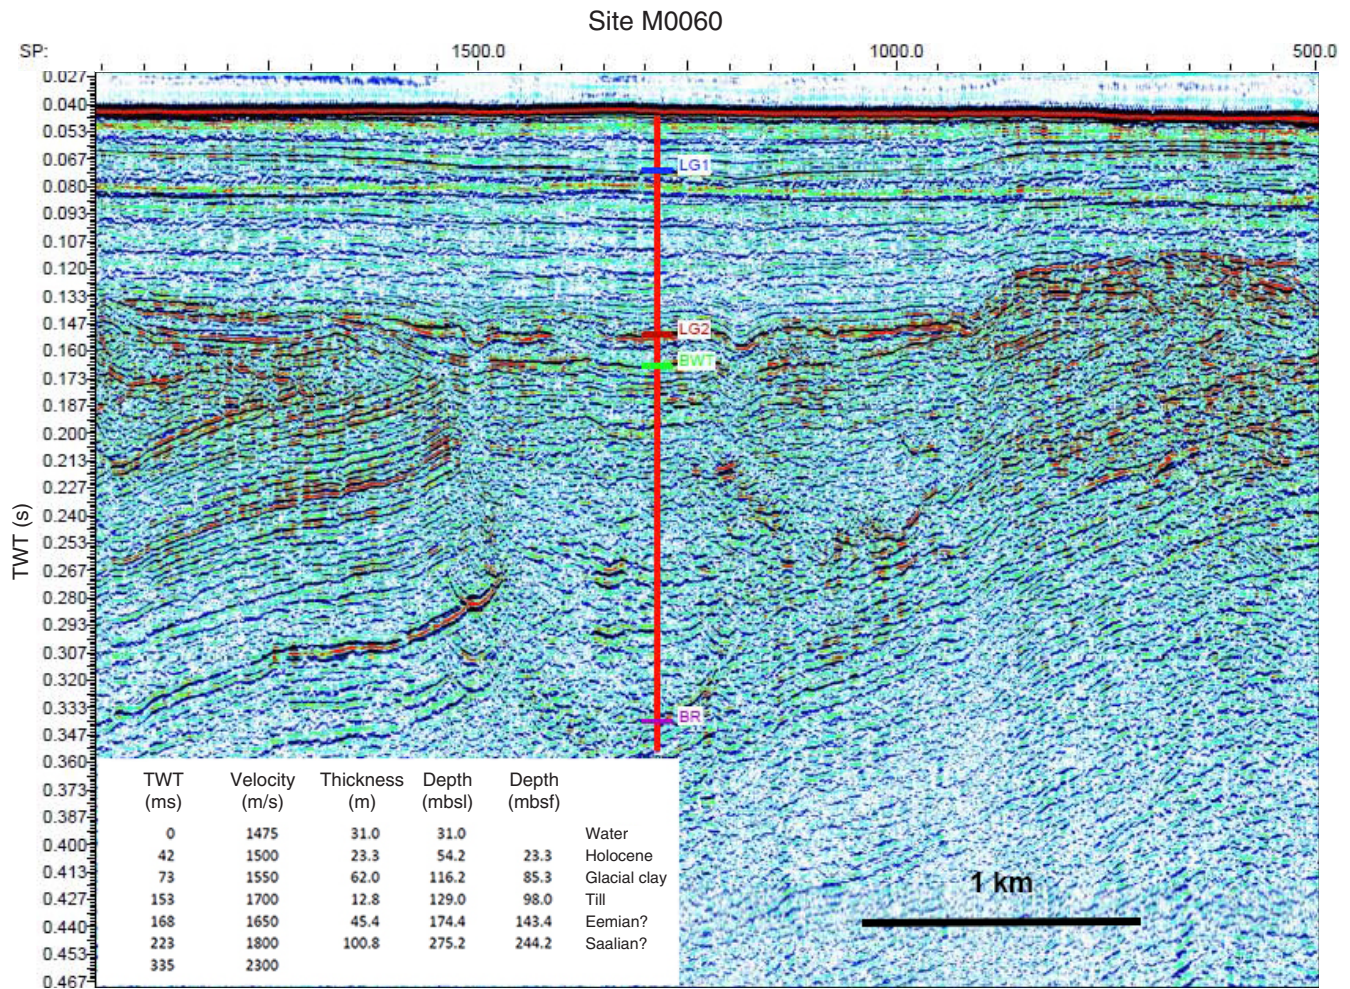 Site M0060
SP: 1500.0 1000.0 500.0
0.027
0.040
0.053
0.067
0.080
0.093
0.107
0.120
0.133
0.147
0.160
0.173
0.187
0.200
0.213
0.227
0.240
0.253
0.267
0.280
0.293
0.307
0.320
0.333
0.347
0.360
0.373
0.387
0.400
0.413
0.427
0.440
0.453
0.467
TWT (s)
LG1
LG2
BWT
BR
TWT Velocity Thickness Depth Depth
(ms) (m/s) (m) (mbsl) (mbsf)
0 1475 31.0 31.0 Water
42 1500 23.3 54.2 23.3 Holocene
73 1550 62.0 116.2 85.3 Glacial clay
153 1700 12.8 129.0 98.0 Till
168 1650 45.4 174.4 143.4 Eemian?
223 1800 100.8 275.2 244.2 Saalian?
335 2300
1 km